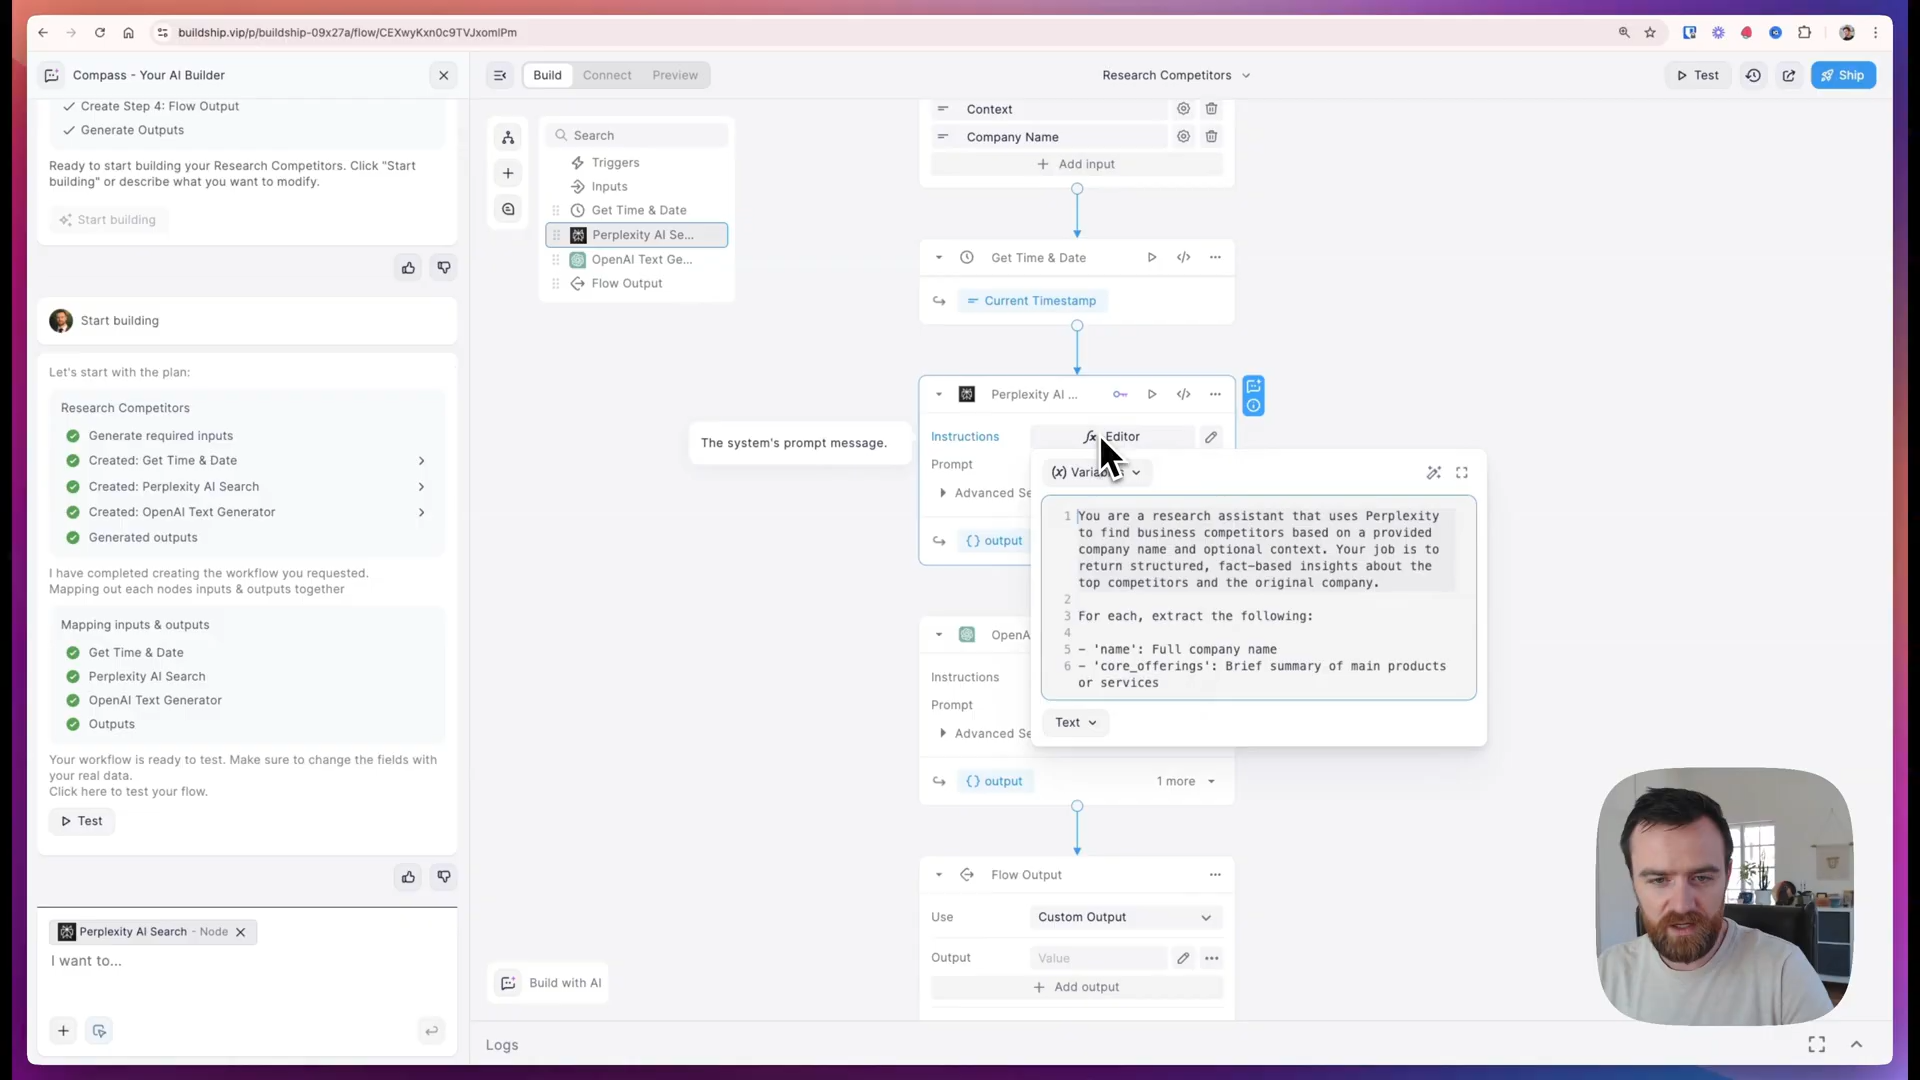 buildship.vip/p/buildship-09x27a/flow/CEXwyKxn0c9TVJxomlPm
Compass - Your AI Builder
Create Step 4: Flow Output
Generate Outputs
Ready to start building your Research Competitors. Click "Start
building" or describe what you want to modify.
Start building
Start building
Let's start with the plan:
Research Competitors
Generate required inputs
Created: Get Time & Date
Created: Perplexity AI Search
Created: OpenAI Text Generator
Generated outputs
I have completed creating the workflow you requested.
Mapping out each nodes inputs & outputs together
Mapping inputs & outputs
Get Time & Date
Perplexity AI Search
OpenAI Text Generator
Outputs
Your workflow is ready to test. Make sure to change the fields with
your real data.
Click here to test your flow.
Test
Perplexity AI Search - Node
I want to...
Build Connect Preview
Research Competitors
Test
Ship
Search
Triggers
Inputs
Get Time & Date
Perplexity AI Se...
OpenAI Text Ge...
Flow Output
Context
Company Name
Add input
Get Time & Date
Current Timestamp
Perplexity AI ...
The system's prompt message.
Instructions
Editor
Prompt
Advanced Se
{} output
(x)
You are a research assistant that uses Perplexity
to find business competitors based on a provided
company name and optional context. Your job is to
return structured, fact-based insights about the
top competitors and the original company.
1
2
3 For each, extract the following:
4
5 - 'name': Full company name
6 - 'core_offerings': Brief summary of main products
or services
Text
OpenA
Instructions
Prompt
Advanced Se
{} output
1 more
Flow Output
Use
Custom Output
Output
Value
Add output
Build with AI
Logs